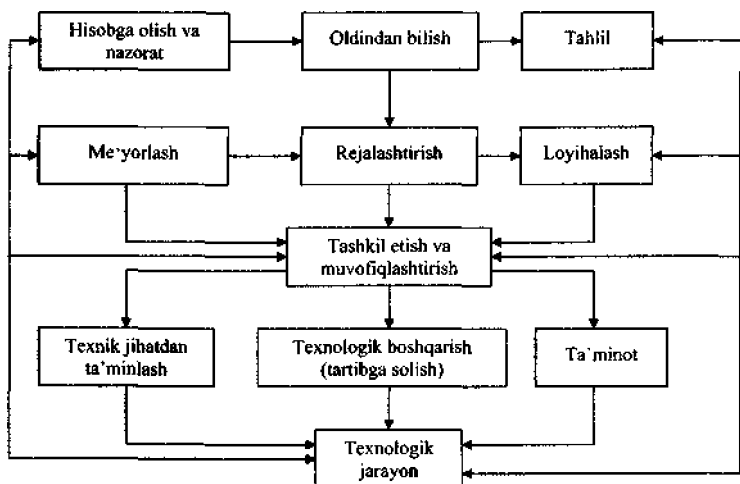 Hisobga olish va
nazorat
Oldindan bilish
Tahlil
Me'yorlash
Rejalashtirish
Loyihalash
Tashkil etish va
muvofiqlashtirish
Texnik jihatdan
ta'minlash
Texnologik boshqarish
(tartibga solish)
Ta'minot
Texnologik
jarayon